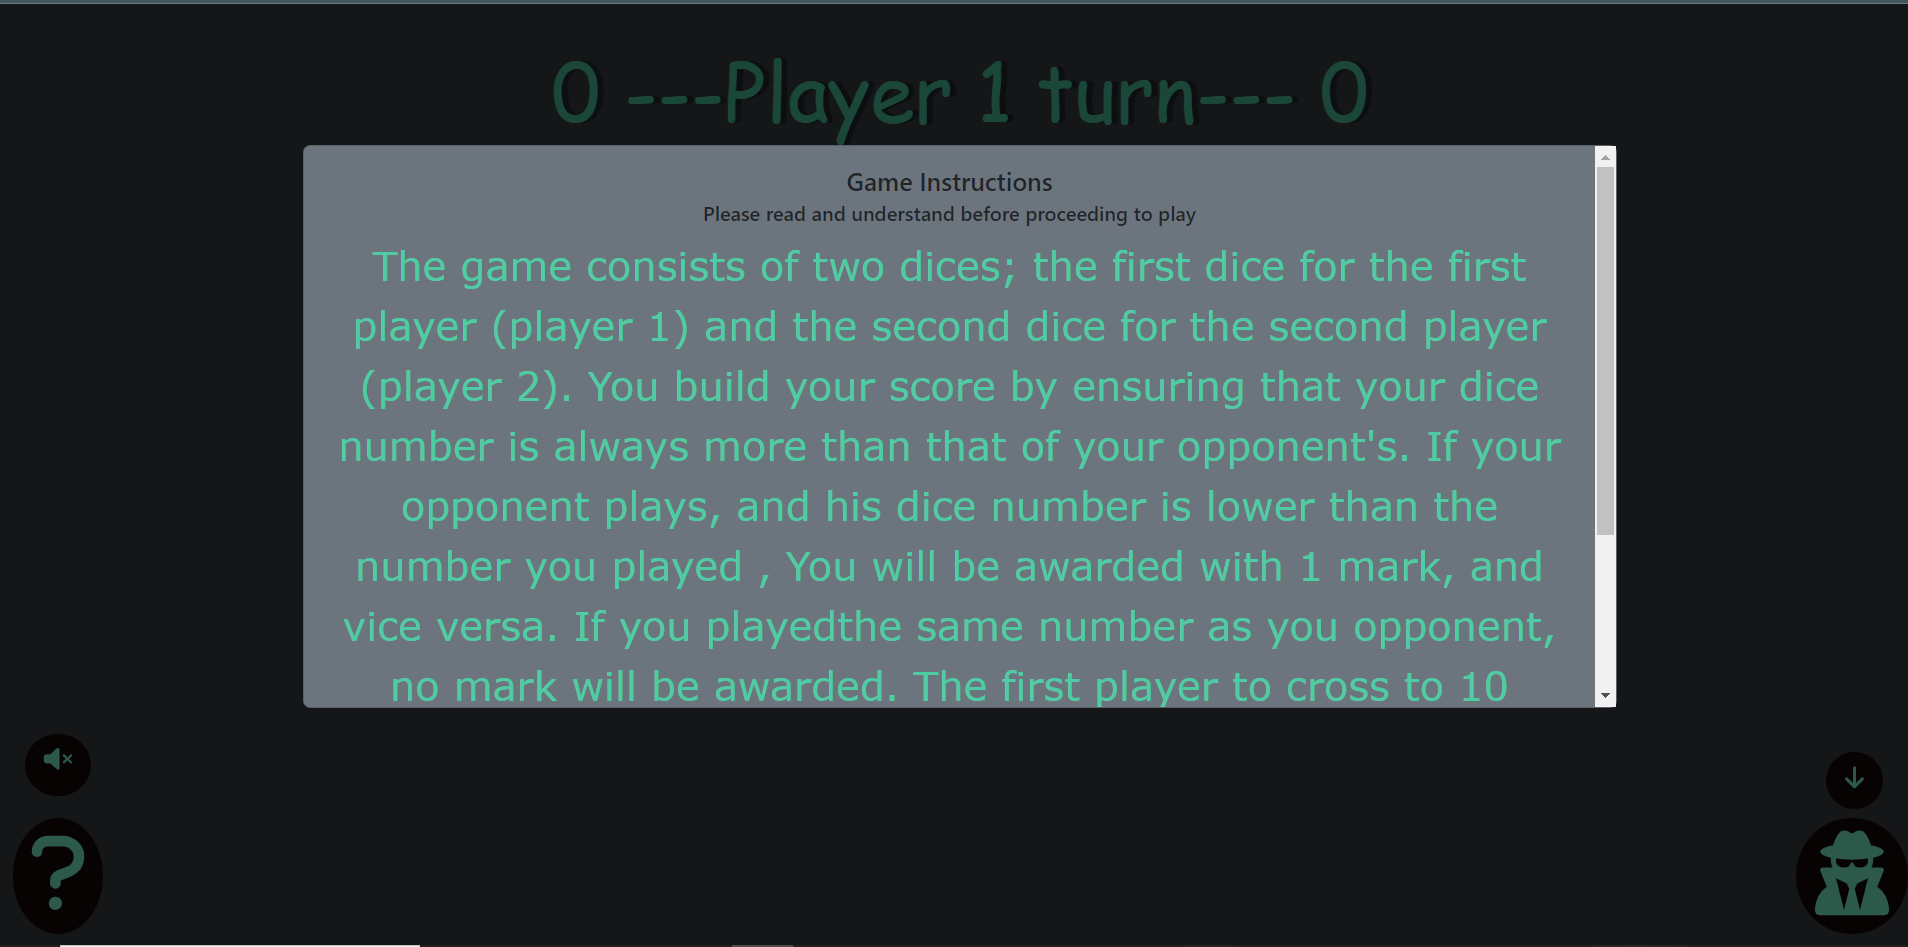 0 ---Player 1 turn--- 0
Game Instructions
Please read and understand before proceeding to play
The game consists of two dices; the first dice for the first
player (player 1) and the second dice for the second player
(player 2). You build your score by ensuring that your dice
number is always more than that of your opponent's. If your
opponent plays, and his dice number is lower than the
number you played , You will be awarded with 1 mark, and
vice versa. If you playedthe same number as you opponent,
no mark will be awarded. The first player to cross to 10